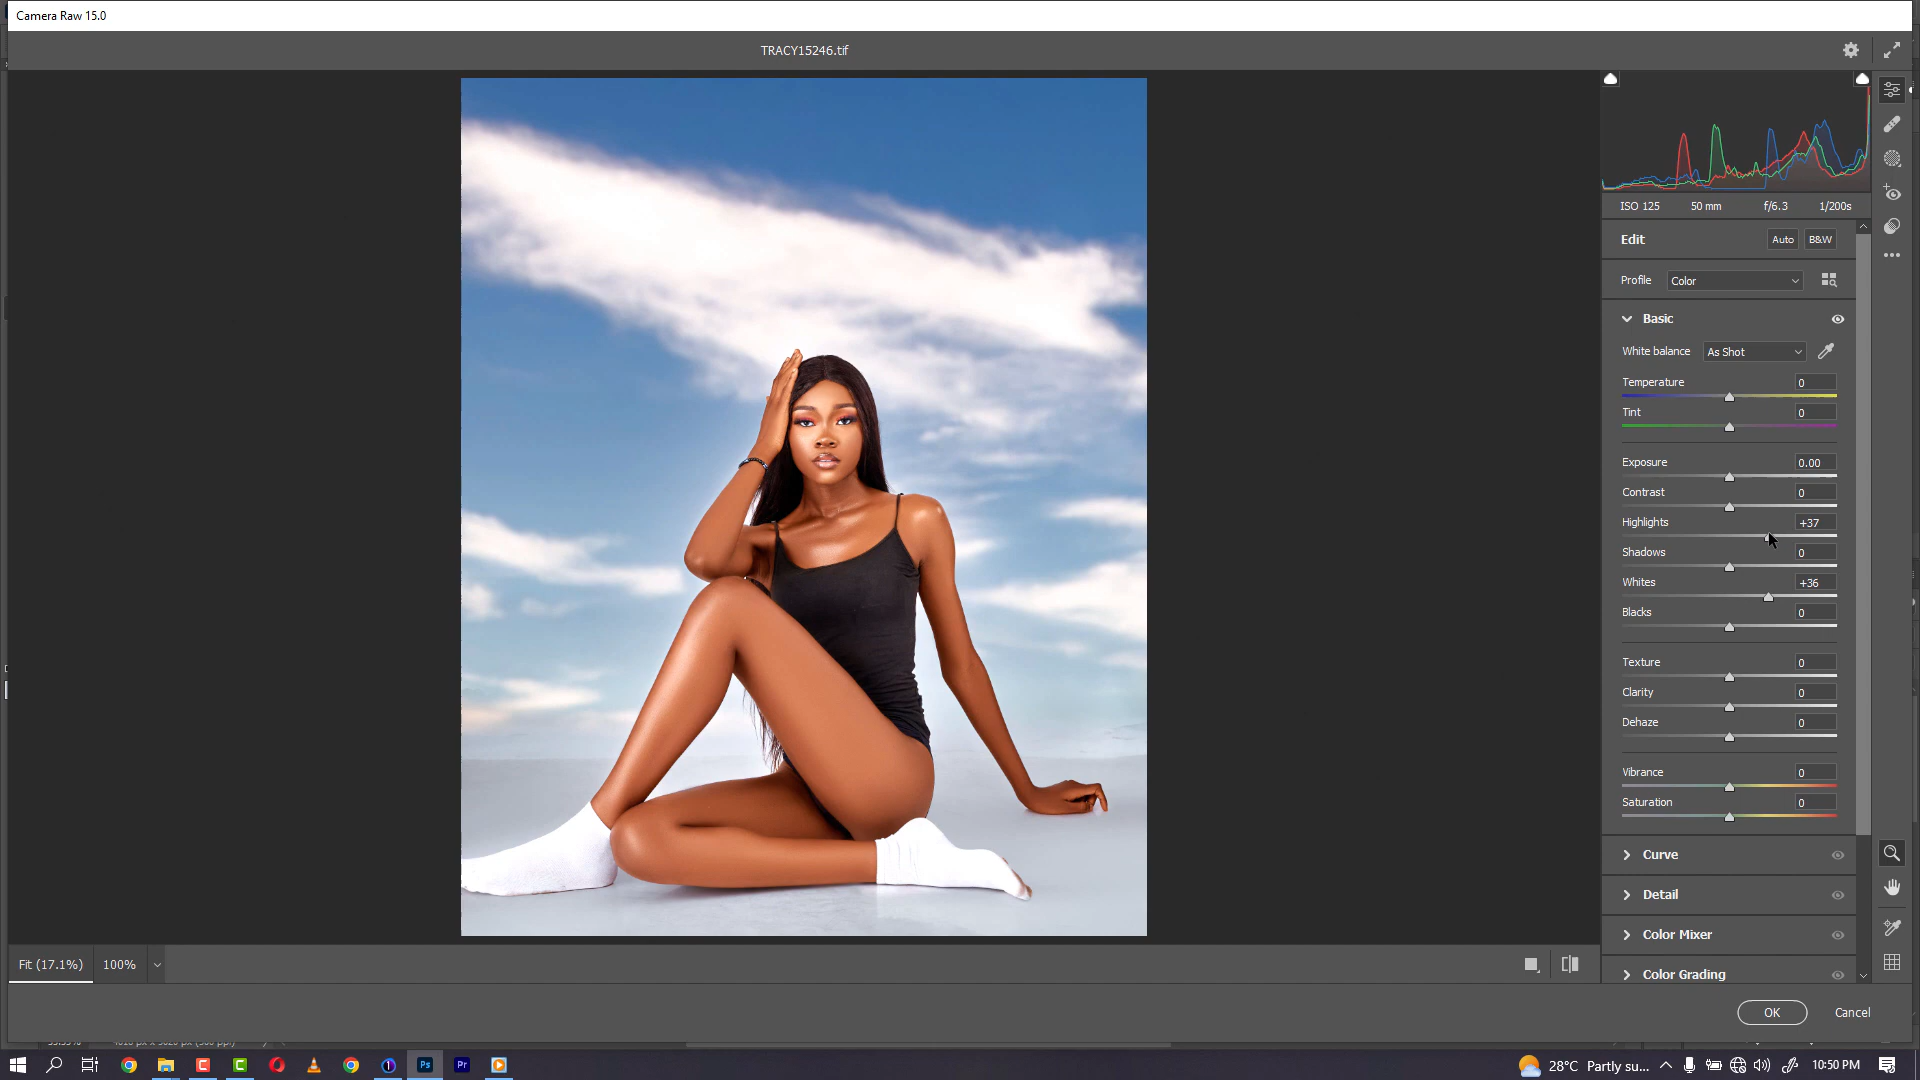 Camera Raw 15.0
TRACY15246.tif
ISO 125 50 mm f/6.3 1/200s
Edit Auto B&W
Profile Color
Basic
White balance As Shot
Temperature 0
Tint 0
Exposure 0.00
Contrast 0
Highlights +37
Shadows 0
Whites +36
Blacks 0
Texture 0
Clarity 0
Dehaze 0
Vibrance 0
Saturation 0
Curve
Detail
Color Mixer
Color Grading
Fit (17.1%) 100%
OK Cancel
Ps Pr 28°C Partly su... 10:50 PM